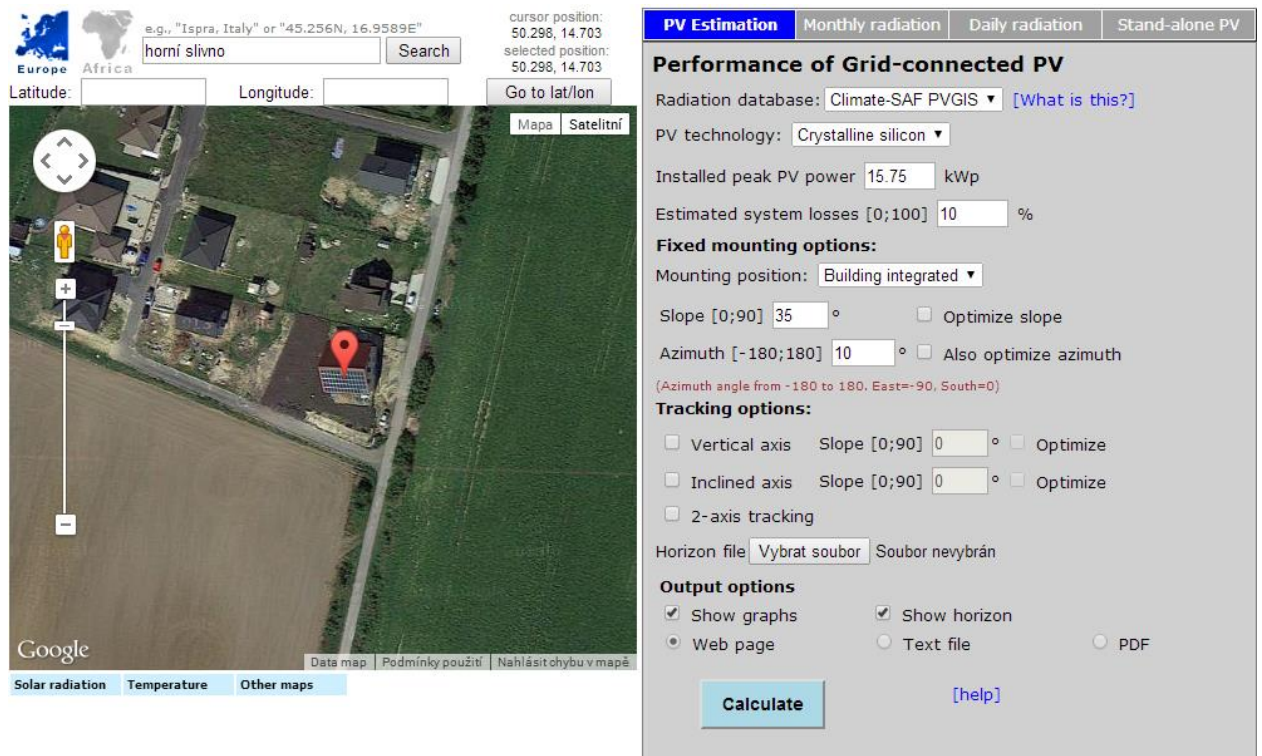 Europe
Africa
e.g., "Ispra, Italy" or "45.256N, 16.9589E"
horní slivno
Search
cursor position:
50.298, 14.703
selected position:
50.298, 14.703
Latitude:
Longitude:
Go to lat/lon
Mapa Satelitní
Google
Data map Podmínky použití Nahlásit chybu v mapě
Solar radiation Temperature Other maps
PV Estimation Monthly radiation Daily radiation Stand-alone PV
Performance of Grid-connected PV
Radiation database: Climate-SAF PVGIS [What is this?]
PV technology: Crystalline silicon
Installed peak PV power 15.75 kWp
Estimated system losses [0;100] 10 %
Fixed mounting options:
Mounting position: Building integrated
Slope [0;90] 35 ° Optimize slope
Azimuth [-180;180] 10 ° Also optimize azimuth
(Azimuth angle from -180 to 180. East=-90, South=0)
Tracking options:
Vertical axis Slope [0;90] 0 ° Optimize
Inclined axis Slope [0;90] 0 ° Optimize
2-axis tracking
Horizon file Vybrat soubor Soubor nevybrán
Output options
Show graphs Show horizon
Web page Text file PDF
Calculate [help]